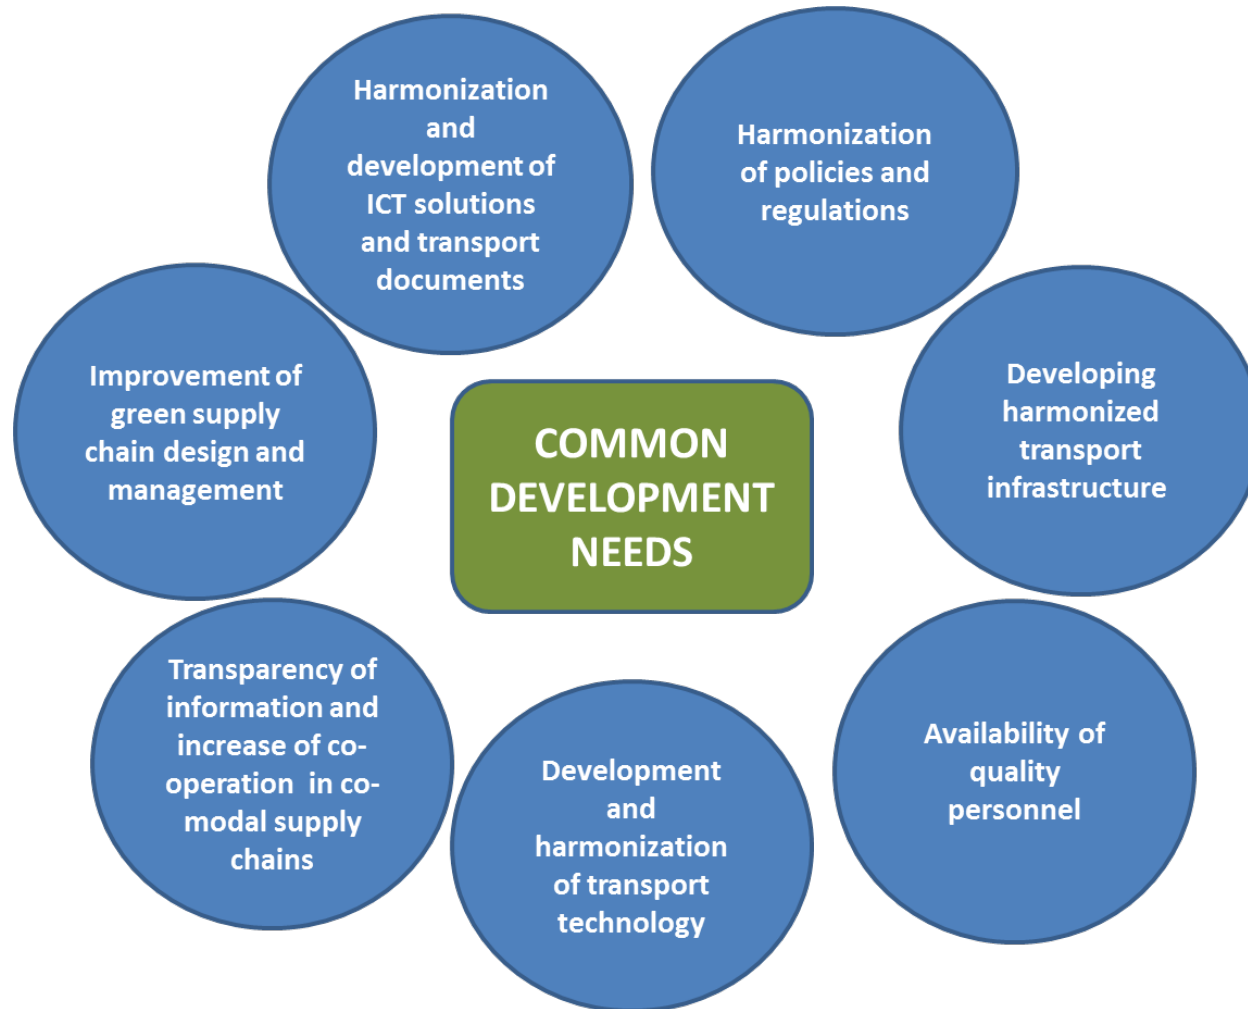 Harmonization
and
development of
ICT solutions
and transport
documents
Harmonization
of policies and
regulations
Improvement of
green supply
chain design and
management
COMMON
DEVELOPMENT
NEEDS
Developing
harmonized
transport
infrastructure
Transparency of
information and
increase of co-
operation  in co-
modal supply
chains
Development
and
harmonization
of transport
technology
Availability of
quality
personnel